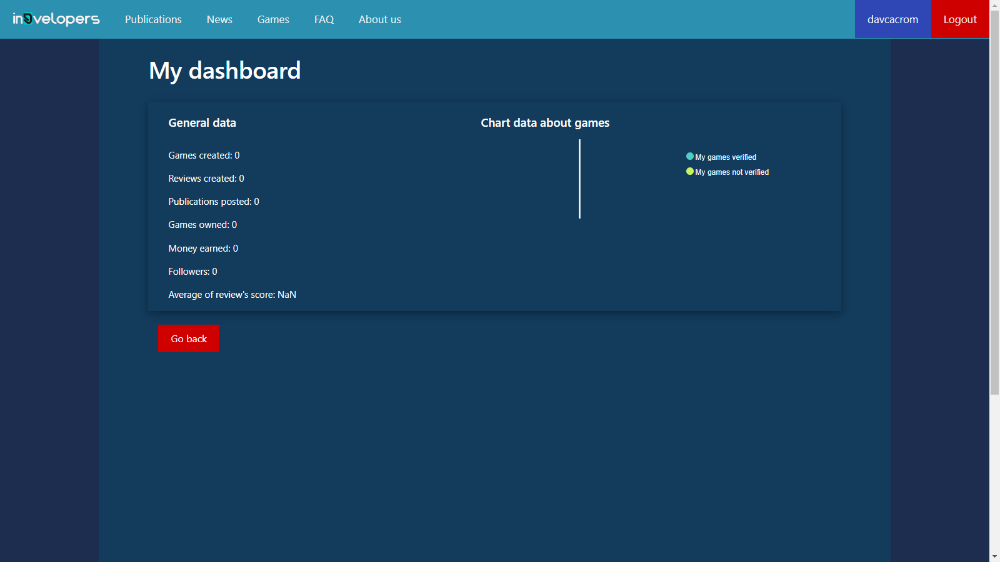 inDvelopers Publications News Games FAQ About us davcacrom Logout
My dashboard
General data
Games created: 0
Reviews created: 0
Publications posted: 0
Games owned: 0
Money earned: 0
Followers: 0
Average of review's score: NaN
Chart data about games
My games verified
My games not verified
Go back